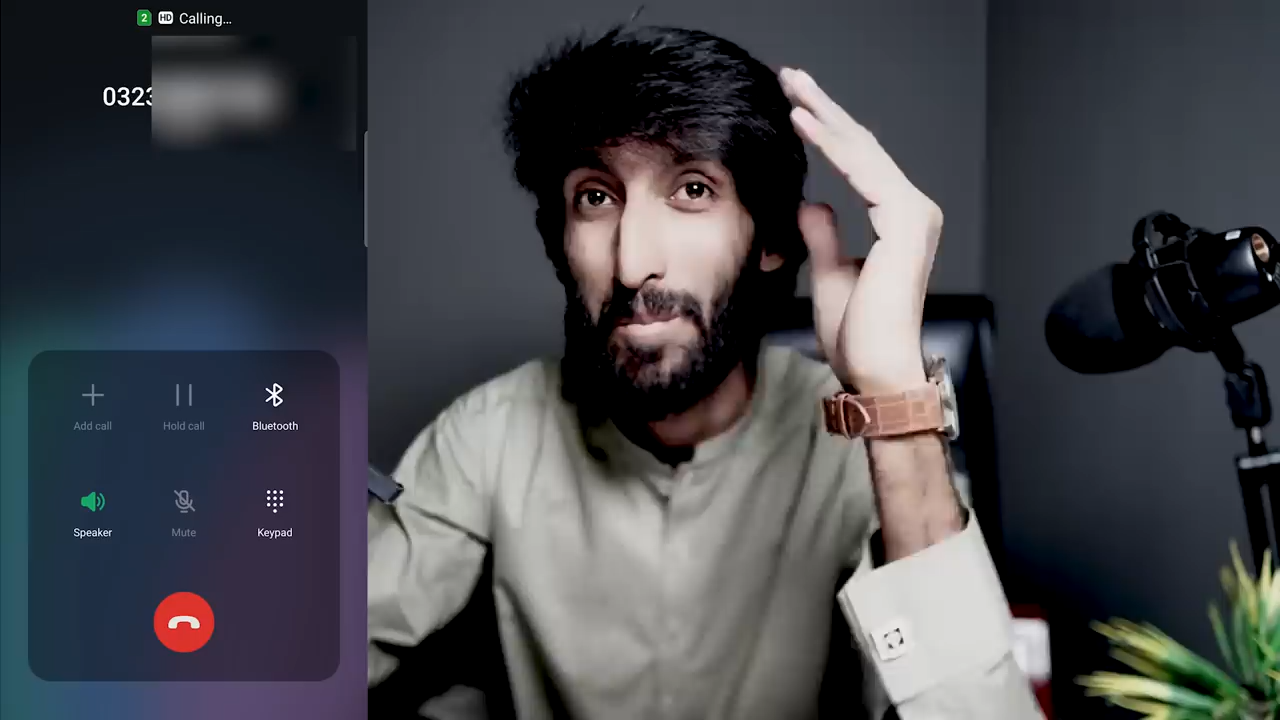 2 HD Calling...
0323
Add call
Hold call
Bluetooth
Speaker
Mute
Keypad